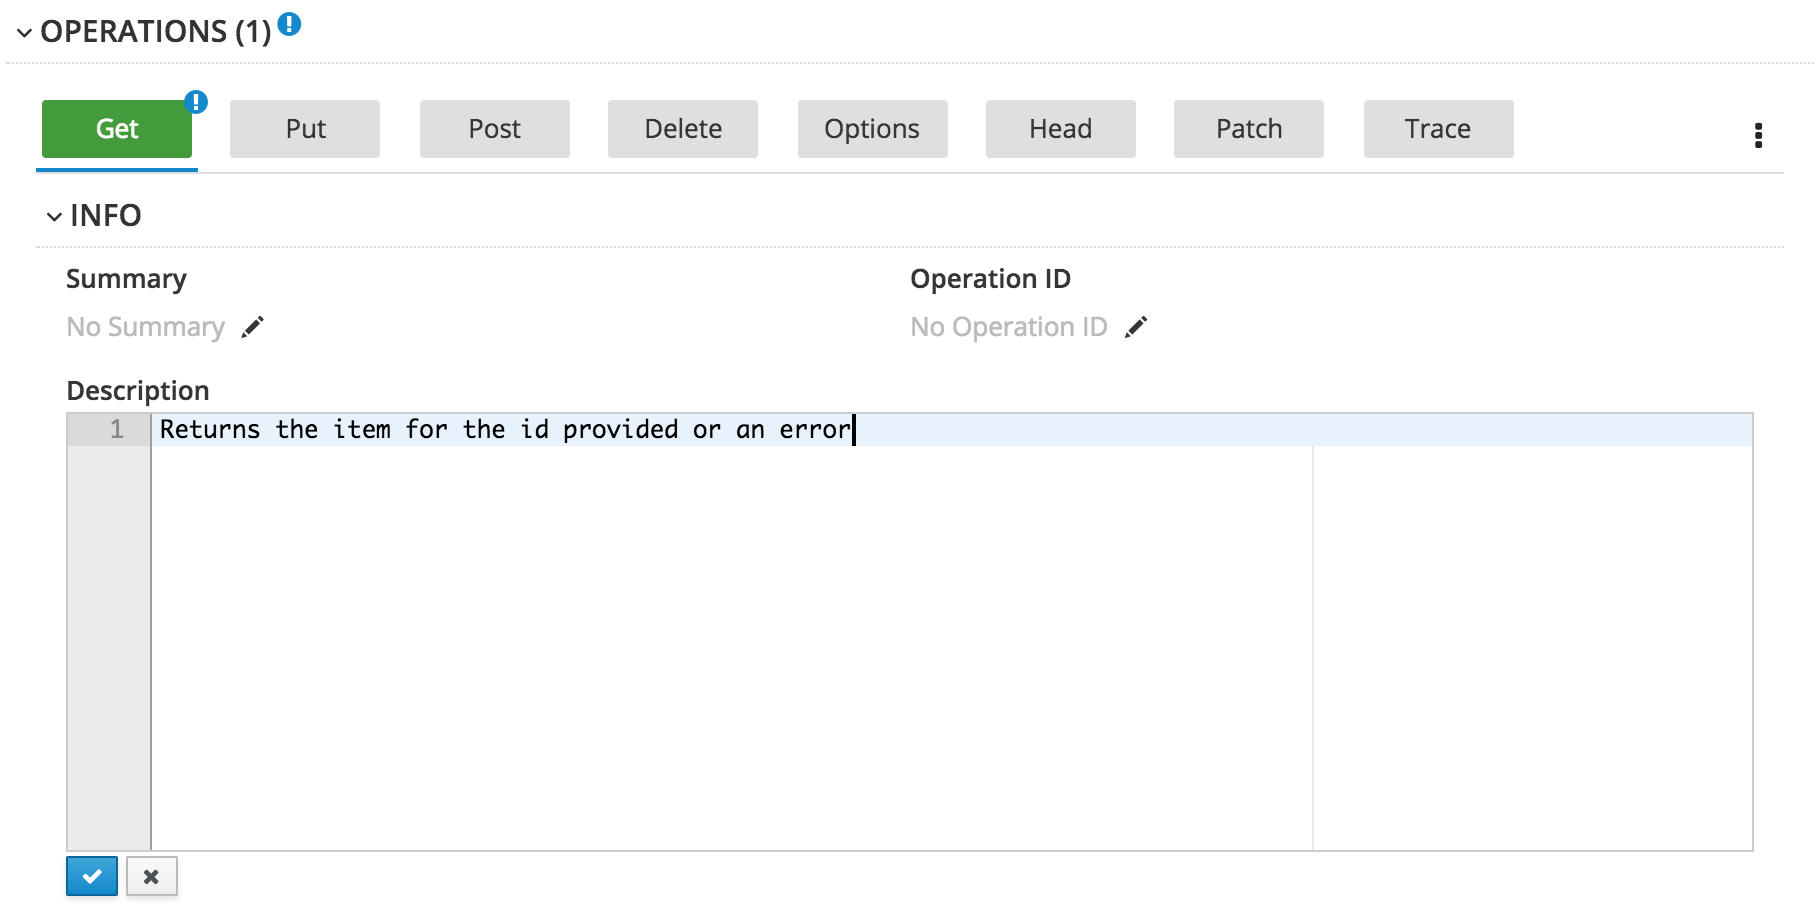 OPERATIONS (1)
Get Put Post Delete Options Head Patch Trace
INFO
Summary Operation ID
No Summary No Operation ID
Description
1 Returns the item for the id provided or an error